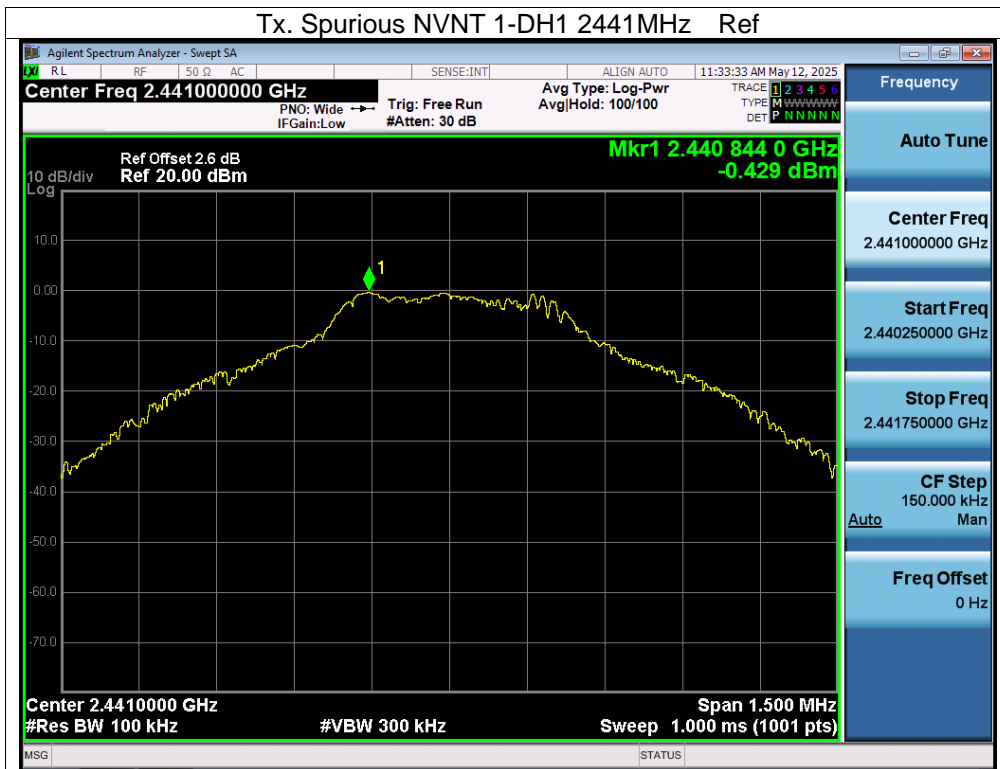 Tx. Spurious NVNT 1-DH1 2441MHz Ref
Agilent Spectrum Analyzer - Swept SA
LXI RL RF 50 Ω AC SENSE:INT ALIGN AUTO 11:33:33 AM May 12, 2025
Center Freq 2.441000000 GHz
PNO: Wide
IFGain:Low
Trig: Free Run
#Atten: 30 dB
Avg Type: Log-Pwr
Avg|Hold: 100/100
TRACE 1 2 3 4 5 6
TYPE M WWWWW
DET P N N N N N
Mkr1 2.440 844 0 GHz
-0.429 dBm
Ref Offset 2.6 dB
10 dB/div Ref 20.00 dBm
Log
10.0
0.00
-10.0
-20.0
-30.0
-40.0
-50.0
-60.0
-70.0
1
Center 2.4410000 GHz Span 1.500 MHz
#Res BW 100 kHz #VBW 300 kHz Sweep 1.000 ms (1001 pts)
MSG STATUS
Frequency
Auto Tune
Center Freq
2.441000000 GHz
Start Freq
2.440250000 GHz
Stop Freq
2.441750000 GHz
CF Step
150.000 kHz
Auto Man
Freq Offset
0 Hz